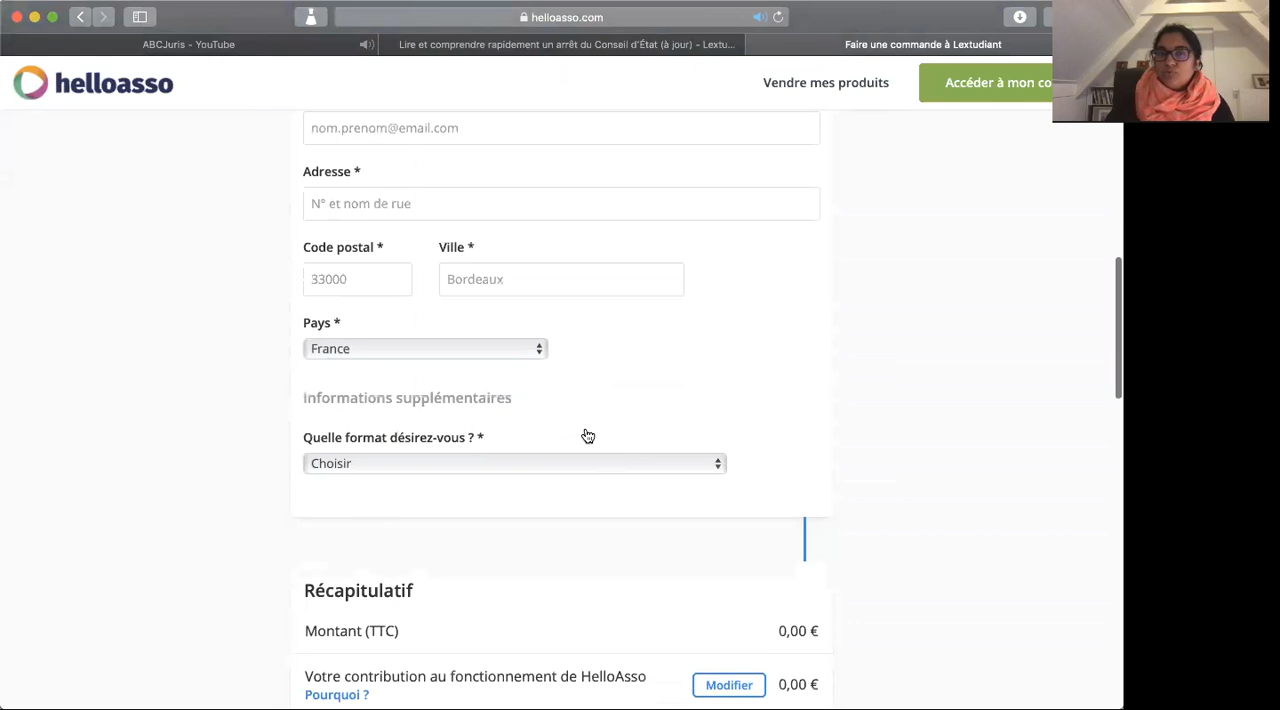 helloasso.com
ABCJuris - YouTube
Lire et comprendre rapidement un arrêt du Conseil d'État (à jour) – Lextu...
Faire une commande à Lextudiant
helloasso
Vendre mes produits
Accéder à mon co
nom.prenom@email.com
Adresse *
N° et nom de rue
Code postal *
Ville *
33000
Bordeaux
Pays *
France
Informations supplémentaires
Quelle format désirez-vous ? *
Choisir
Récapitulatif
Montant (TTC)
0,00 €
Votre contribution au fonctionnement de HelloAsso
Modifier
0,00 €
Pourquoi ?